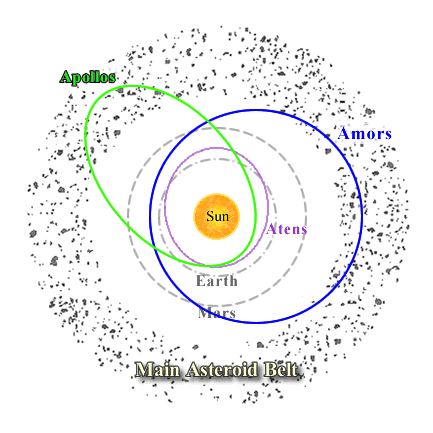 Apollos
Amors
Sun
Atens
Earth
Mars
Main Asteroid Belt